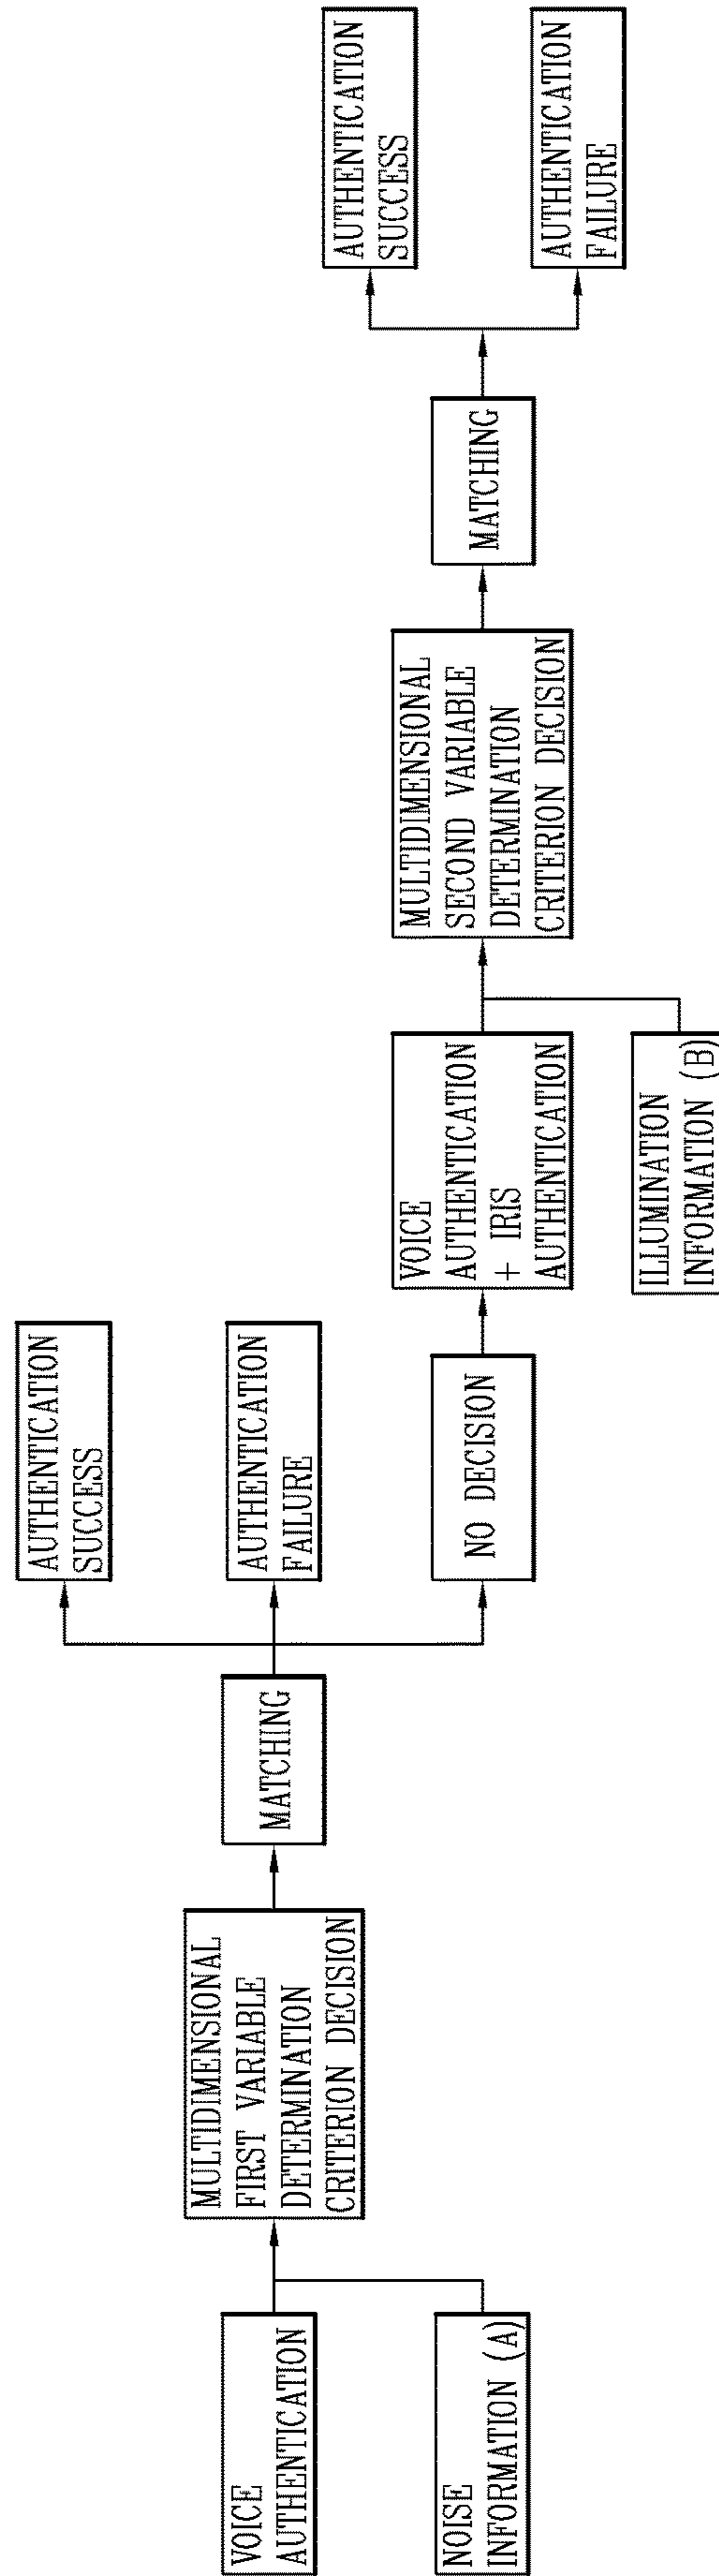 VOICE
AUTHENTICATION
NOISE
INFORMATION (A)
MULTIDIMENSIONAL
FIRST VARIABLE
DETERMINATION
CRITERION DECISION
MATCHING
AUTHENTICATION
SUCCESS
AUTHENTICATION
FAILURE
NO DECISION
VOICE
AUTHENTICATION
+ IRIS
AUTHENTICATION
ILLUMINATION
INFORMATION (B)
MULTIDIMENSIONAL
SECOND VARIABLE
DETERMINATION
CRITERION DECISION
MATCHING
AUTHENTICATION
SUCCESS
AUTHENTICATION
FAILURE